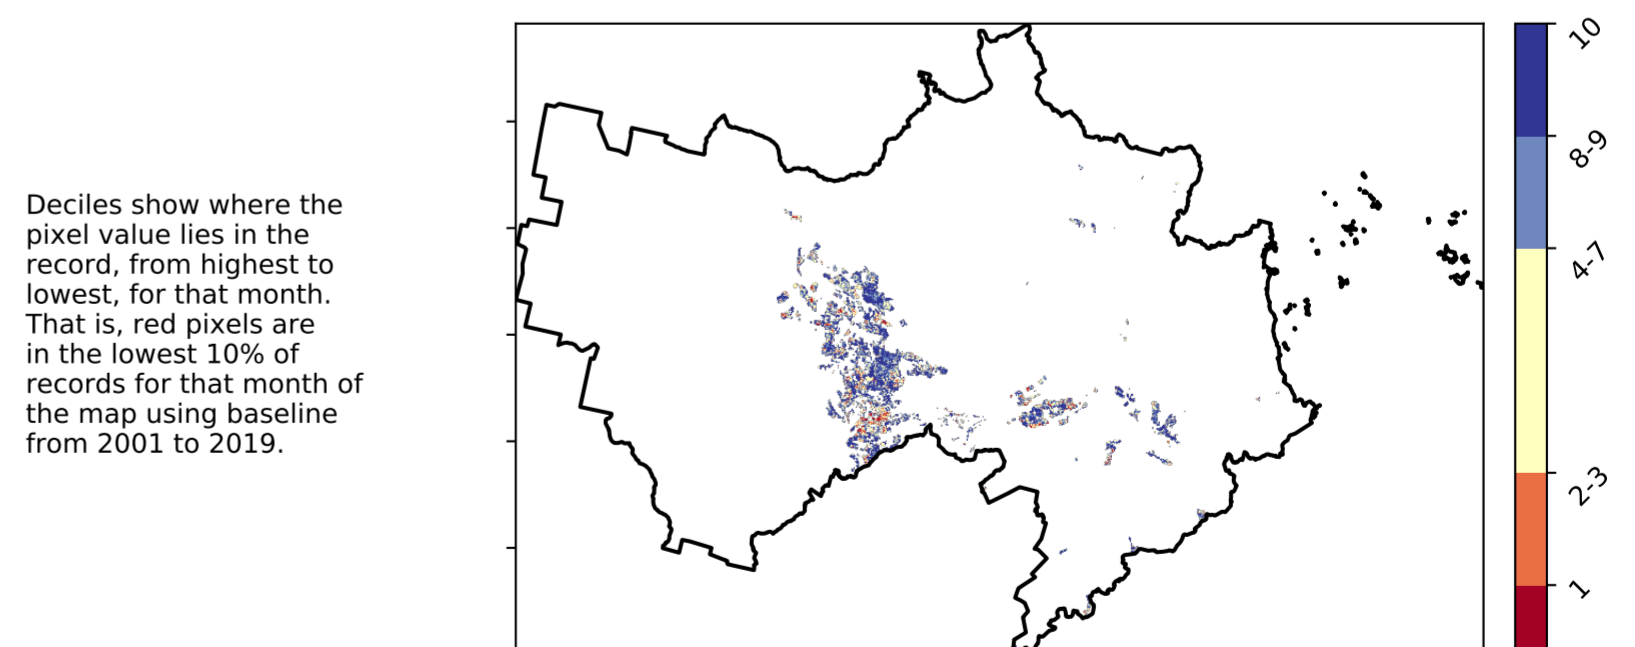 Deciles show where the
pixel value lies in the
record, from highest to
lowest, for that month.
That is, red pixels are
in the lowest 10% of
records for that month of
the map using baseline
from 2001 to 2019.
10
8-9
4-7
2-3
1